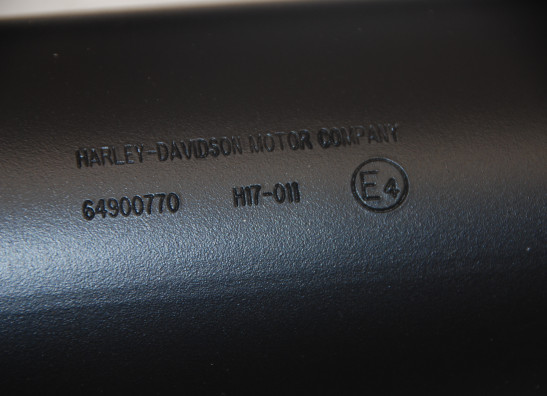 HARLEY-DAVIDSON MOTOR COMPANY
64900770 H17-011 E4